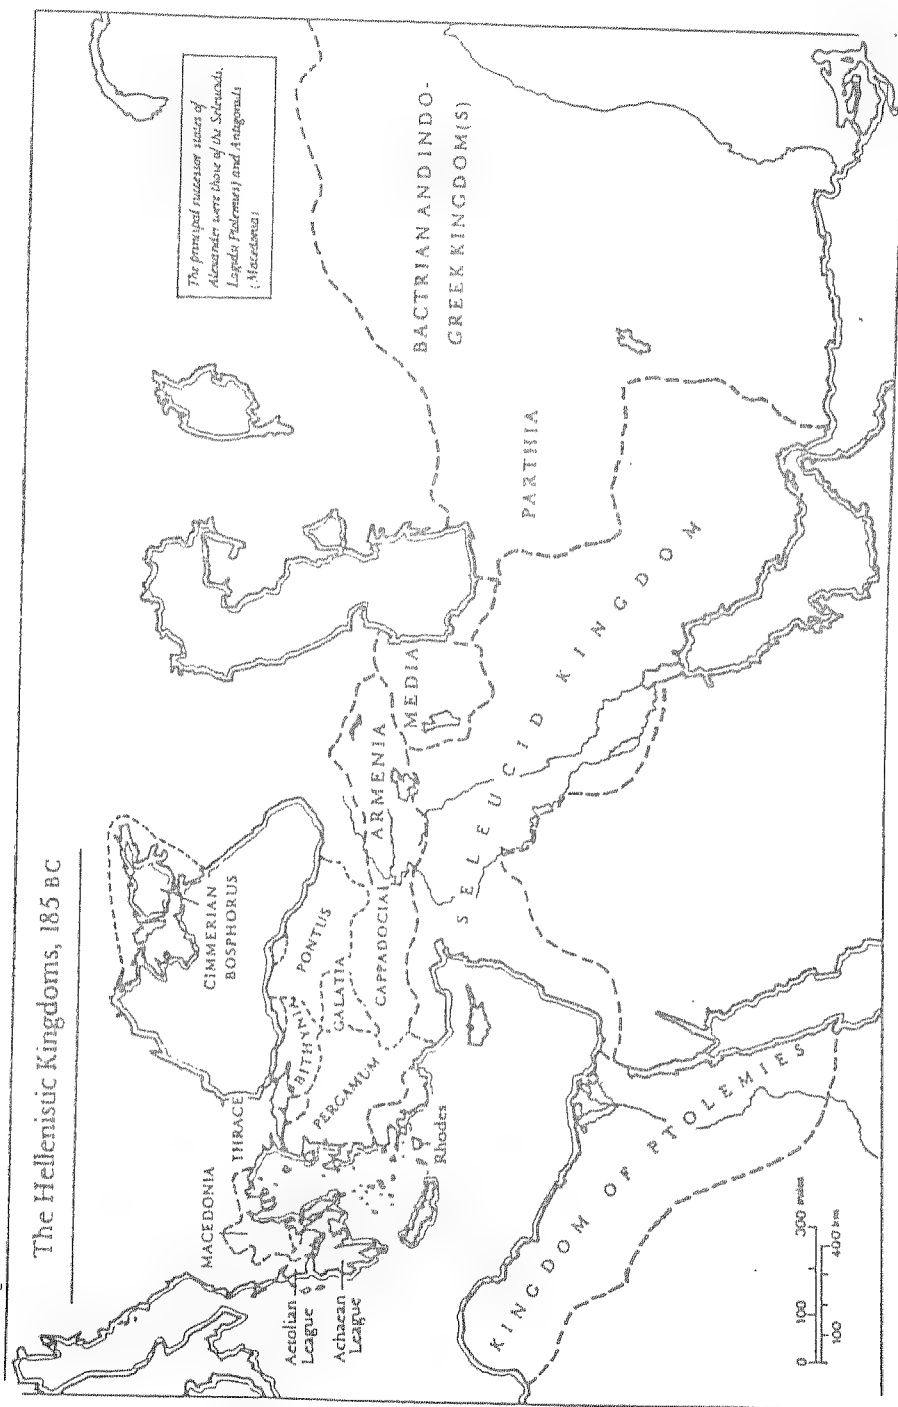 The Hellenistic Kingdoms, 185 BC
The principal successor states of
Alexander were those of the Seleucids,
Lagids( Ptolemies) and Antigonids
(Macedonia)
MACEDONIA
THRACE
CIMMERIAN
BOSPHORUS
Aetolian
League
Achaean
League
Rhodes
BITHYNIA
PERGAMUM
GALATIA
PONTUS
CAPPADOCIA
ARMENIA
MEDIA
PARTHIA
BACTRIAN AND INDO-
GREEK KINGDOM(S)
SELEUCID KINGDOM
KINGDOM OF PTOLEMIES
0 100 300 miles
100 400 km